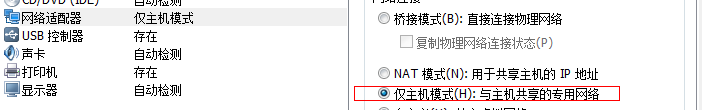 CD/DVD (IDE) 自动检测
网络适配器 仅主机模式
USB 控制器 存在
声卡 自动检测
打印机 存在
显示器 自动检测
网络连接
桥接模式(B): 直接连接物理网络
复制物理网络连接状态(P)
NAT 模式(N): 用于共享主机的 IP 地址
仅主机模式(H): 与主机共享的专用网络